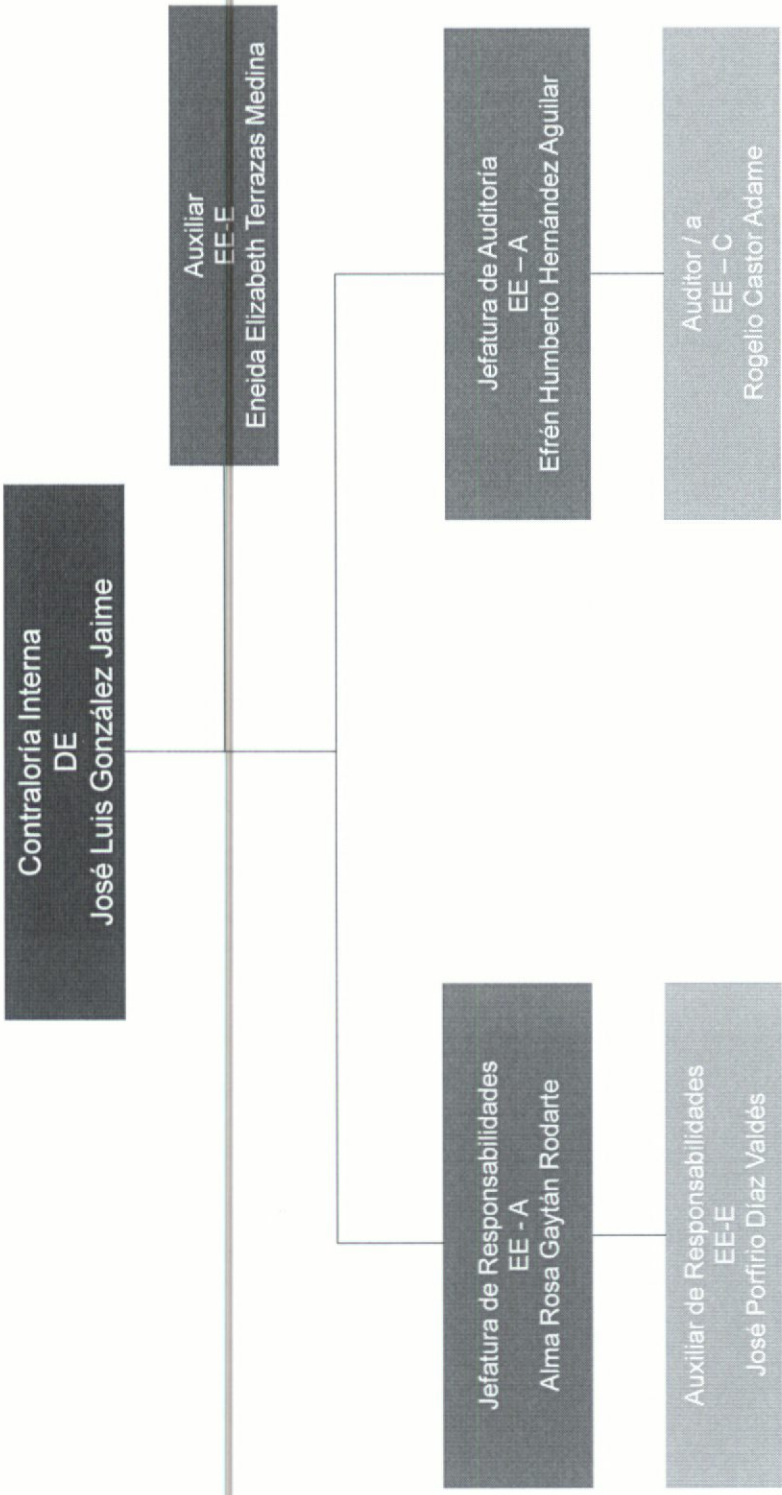 Contraloría Interna
DE
José Luis González Jaime
Auxiliar
EE-E
Eneida Elizabeth Terrazas Medina
Jefatura de Responsabilidades
EE - A
Alma Rosa Gaytán Rodarte
Jefatura de Auditoría
EE – A
Efrén Humberto Hernández Aguilar
Auxiliar de Responsabilidades
EE-E
José Porfirio Díaz Valdés
Auditor / a
EE – C
Rogelio Castor Adame